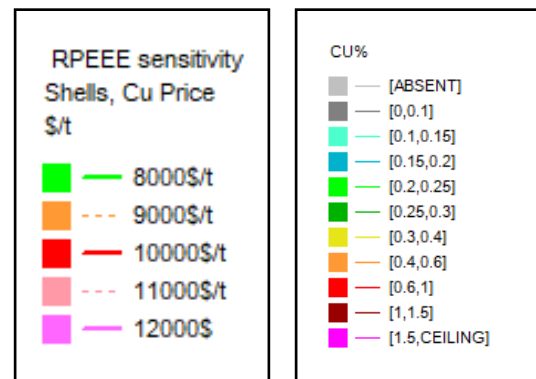 RPEEE sensitivity
Shells, Cu Price
$/t
8000$/t
9000$/t
10000$/t
11000$/t
12000$
CU%
[ABSENT]
[0,0.1]
[0.1,0.15]
[0.15,0.2]
[0.2,0.25]
[0.25,0.3]
[0.3,0.4]
[0.4,0.6]
[0.6,1]
[1,1.5]
[1.5,CEILING]